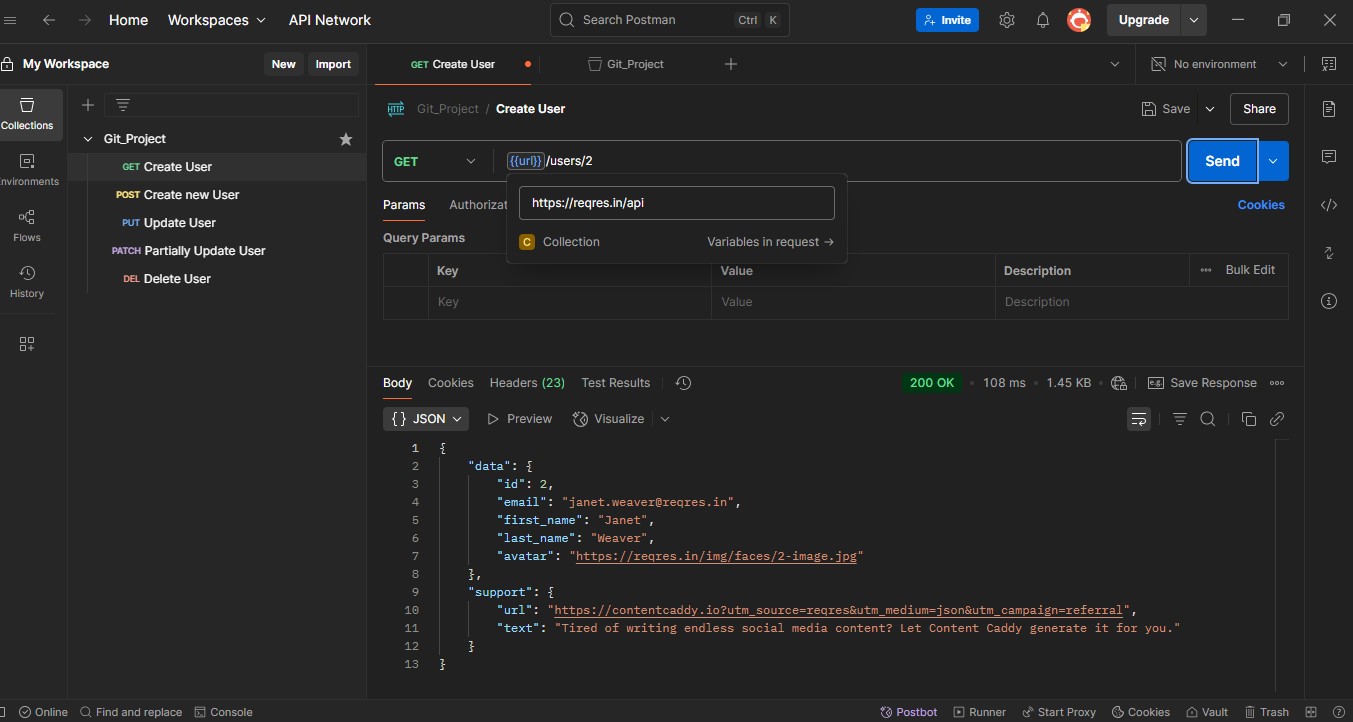 Home Workspaces API Network Search Postman Ctrl K Invite Upgrade
My Workspace New Import GET Create User Git_Project No environment
Collections
Environments
Flows
History
Git_Project
GET Create User
POST Create new User
PUT Update User
PATCH Partially Update User
DEL Delete User
HTTP Git_Project / Create User Save Share
GET {{url}}/users/2 Send
https://reqres.in/api
C Collection Variables in request →
Params Authorizat Cookies
Query Params
Key Value Description Bulk Edit
Key Value Description
Body Cookies Headers (23) Test Results 200 OK 108 ms 1.45 KB e.g. Save Response
{} JSON Preview Visualize
1 {
2 "data": {
3 "id": 2,
4 "email": "janet.weaver@reqres.in",
5 "first_name": "Janet",
6 "last_name": "Weaver",
7 "avatar": "https://reqres.in/img/faces/2-image.jpg"
8 },
9 "support": {
10 "url": "https://contentcaddy.io?utm_source=reqres&utm_medium=json&utm_campaign=referral",
11 "text": "Tired of writing endless social media content? Let Content Caddy generate it for you."
12 }
13 }
Online Find and replace Console Postbot Runner Start Proxy Cookies Vault Trash